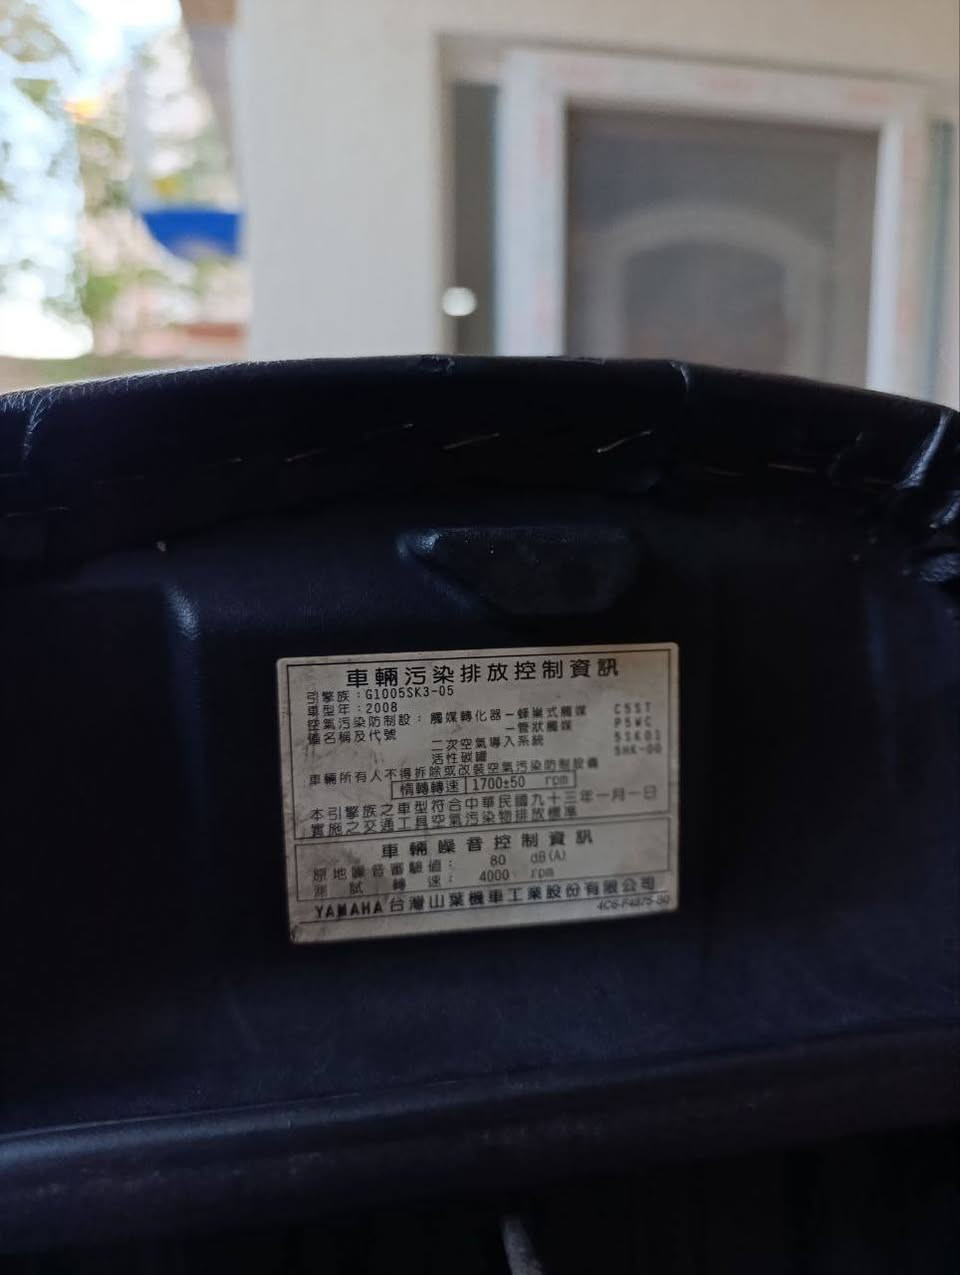 車輛污染排放控制資訊
引擎族：G1005SK3-05
車型年：2008
空氣污染防制設：觸媒轉化器－蜂巢式觸媒 C5ST
備名稱及代號 －管狀觸媒 P5WC
二次空氣導入系統 5SK01
活性碳罐 5HK-00
車輛所有人不得拆除或改裝空氣污染防制設備
惰轉轉速 1700±50 rpm
本引擎族之車型符合中華民國九十三年一月一日
實施之交通工具空氣污染物排放標準
車輛噪音控制資訊
原地噪音審驗值： 80 dB(A)
測試轉速： 4000 rpm
YAMAHA 台灣山葉機車工業股份有限公司
4C6-F4875-00